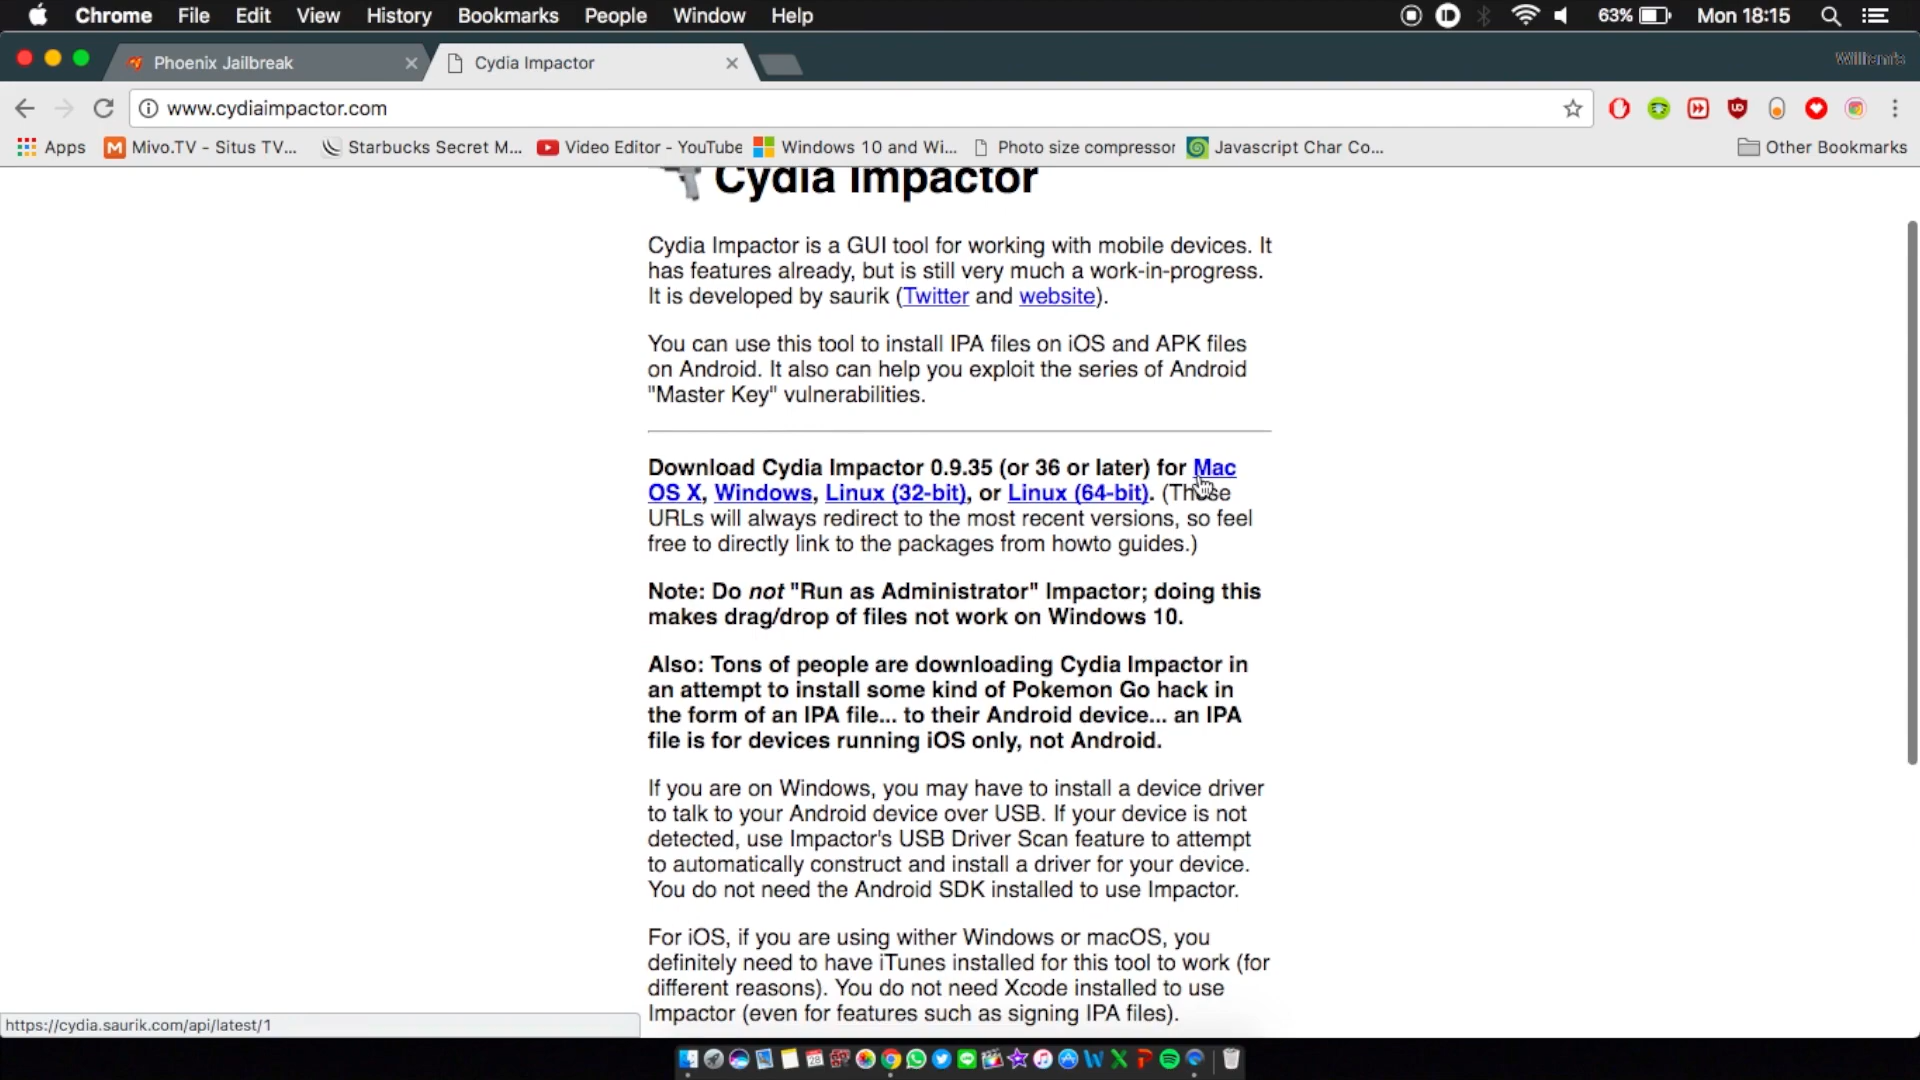 Chrome File Edit View History Bookmarks People Window Help 63% Mon 18:15
Phoenix Jailbreak Cydia Impactor William's
www.cydiaimpactor.com
Apps Mivo.TV - Situs TV... Starbucks Secret M... Video Editor - YouTube Windows 10 and Wi... Photo size compressor Javascript Char Co... Other Bookmarks
Cydia Impactor
Cydia Impactor is a GUI tool for working with mobile devices. It
has features already, but is still very much a work-in-progress.
It is developed by saurik (Twitter and website).
You can use this tool to install IPA files on iOS and APK files
on Android. It also can help you exploit the series of Android
"Master Key" vulnerabilities.
Download Cydia Impactor 0.9.35 (or 36 or later) for Mac
OS X, Windows, Linux (32-bit), or Linux (64-bit). (These
URLs will always redirect to the most recent versions, so feel
free to directly link to the packages from howto guides.)
Note: Do not "Run as Administrator" Impactor; doing this
makes drag/drop of files not work on Windows 10.
Also: Tons of people are downloading Cydia Impactor in
an attempt to install some kind of Pokemon Go hack in
the form of an IPA file... to their Android device... an IPA
file is for devices running iOS only, not Android.
If you are on Windows, you may have to install a device driver
to talk to your Android device over USB. If your device is not
detected, use Impactor's USB Driver Scan feature to attempt
to automatically construct and install a driver for your device.
You do not need the Android SDK installed to use Impactor.
For iOS, if you are using wither Windows or macOS, you
definitely need to have iTunes installed for this tool to work (for
different reasons). You do not need Xcode installed to use
Impactor (even for features such as signing IPA files).
https://cydia.saurik.com/api/latest/1